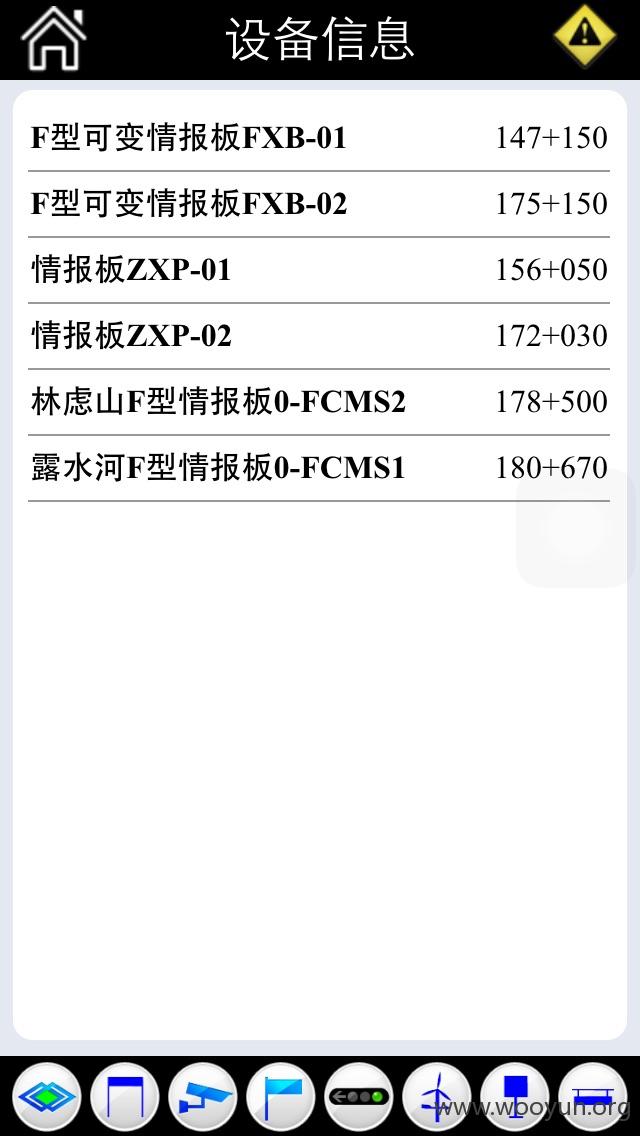 设备信息
F型可变情报板FXB-01 147+150
F型可变情报板FXB-02 175+150
情报板ZXP-01 156+050
情报板ZXP-02 172+030
林虑山F型情报板0-FCMS2 178+500
露水河F型情报板0-FCMS1 180+670
www.wooyun.org